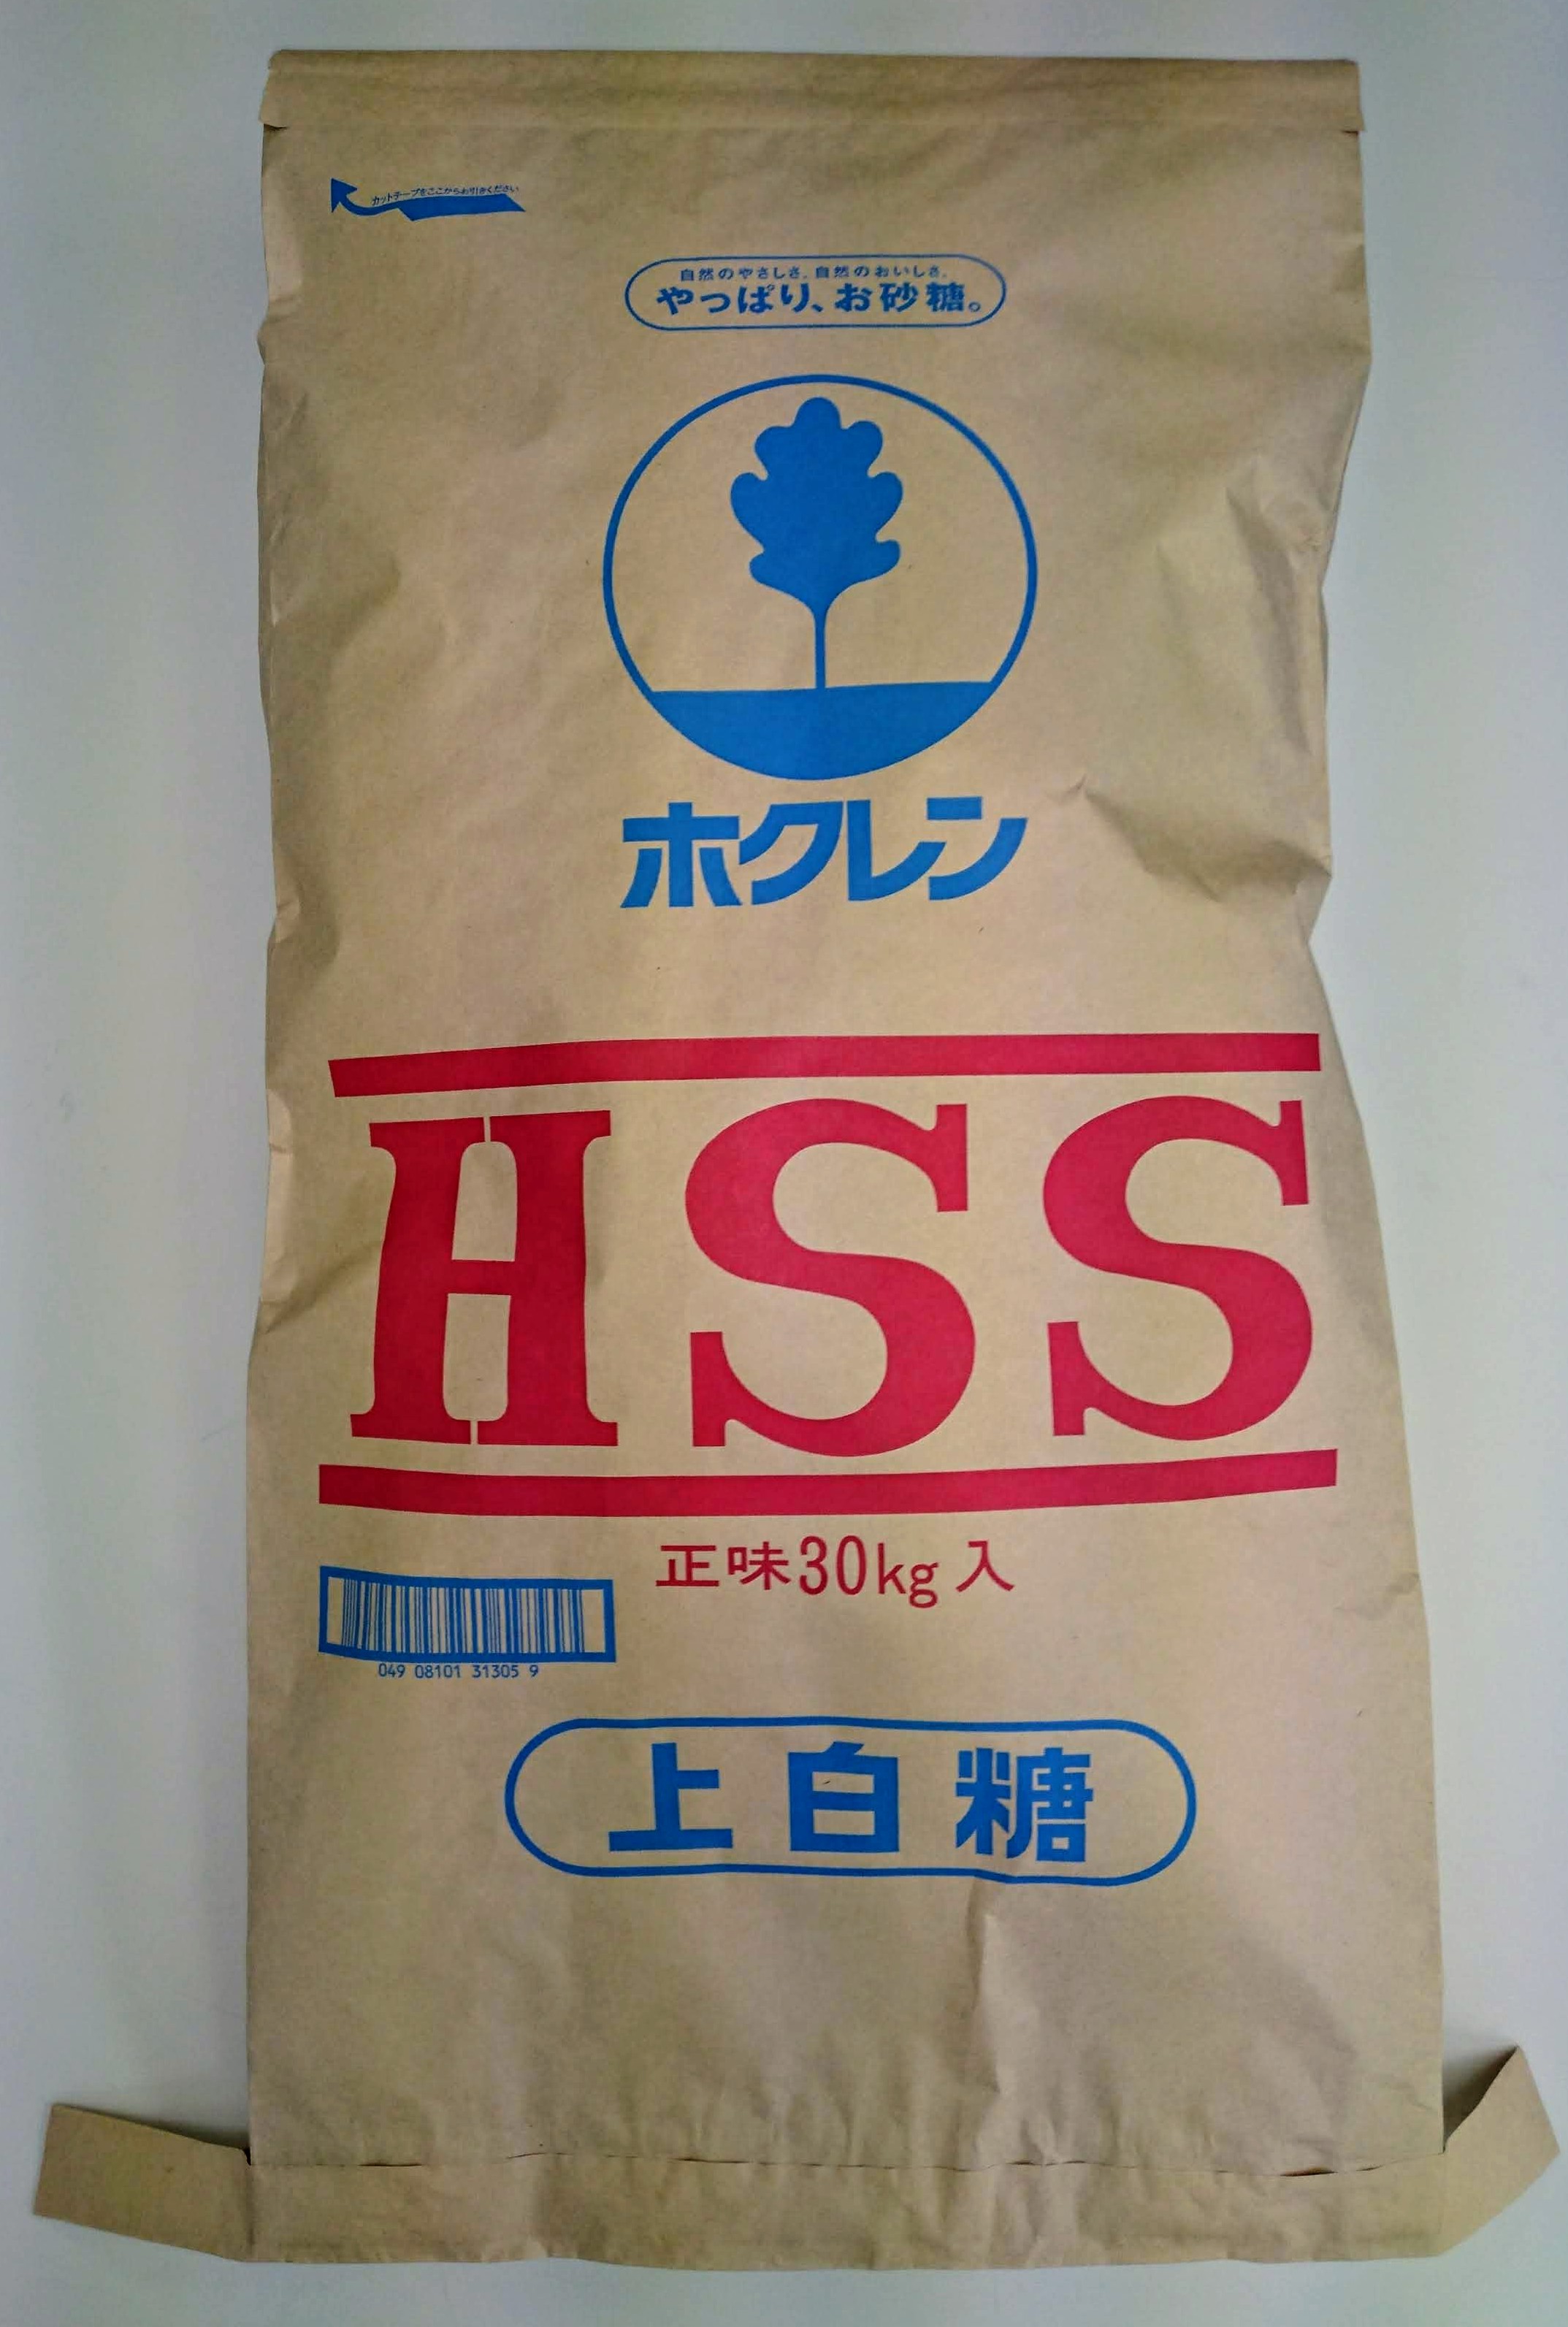 カットテープをここからお引きください
自然のやさしさ、自然のおいしさ。
やっぱり、お砂糖。
ホクレン
HSS
正味30kg入
049 08101 31305 9
上白糖